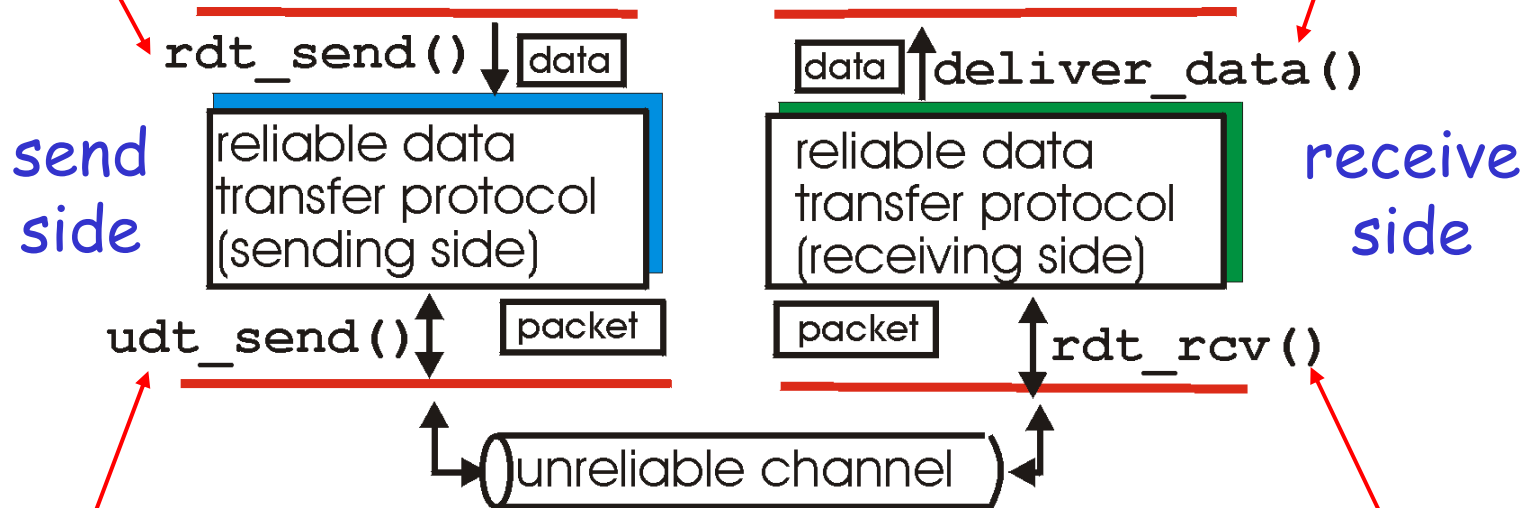 rdt_send()
data
data
deliver_data()
send
side
reliable data
transfer protocol
(sending side)
reliable data
transfer protocol
(receiving side)
receive
side
udt_send()
packet
packet
rdt_rcv()
unreliable channel